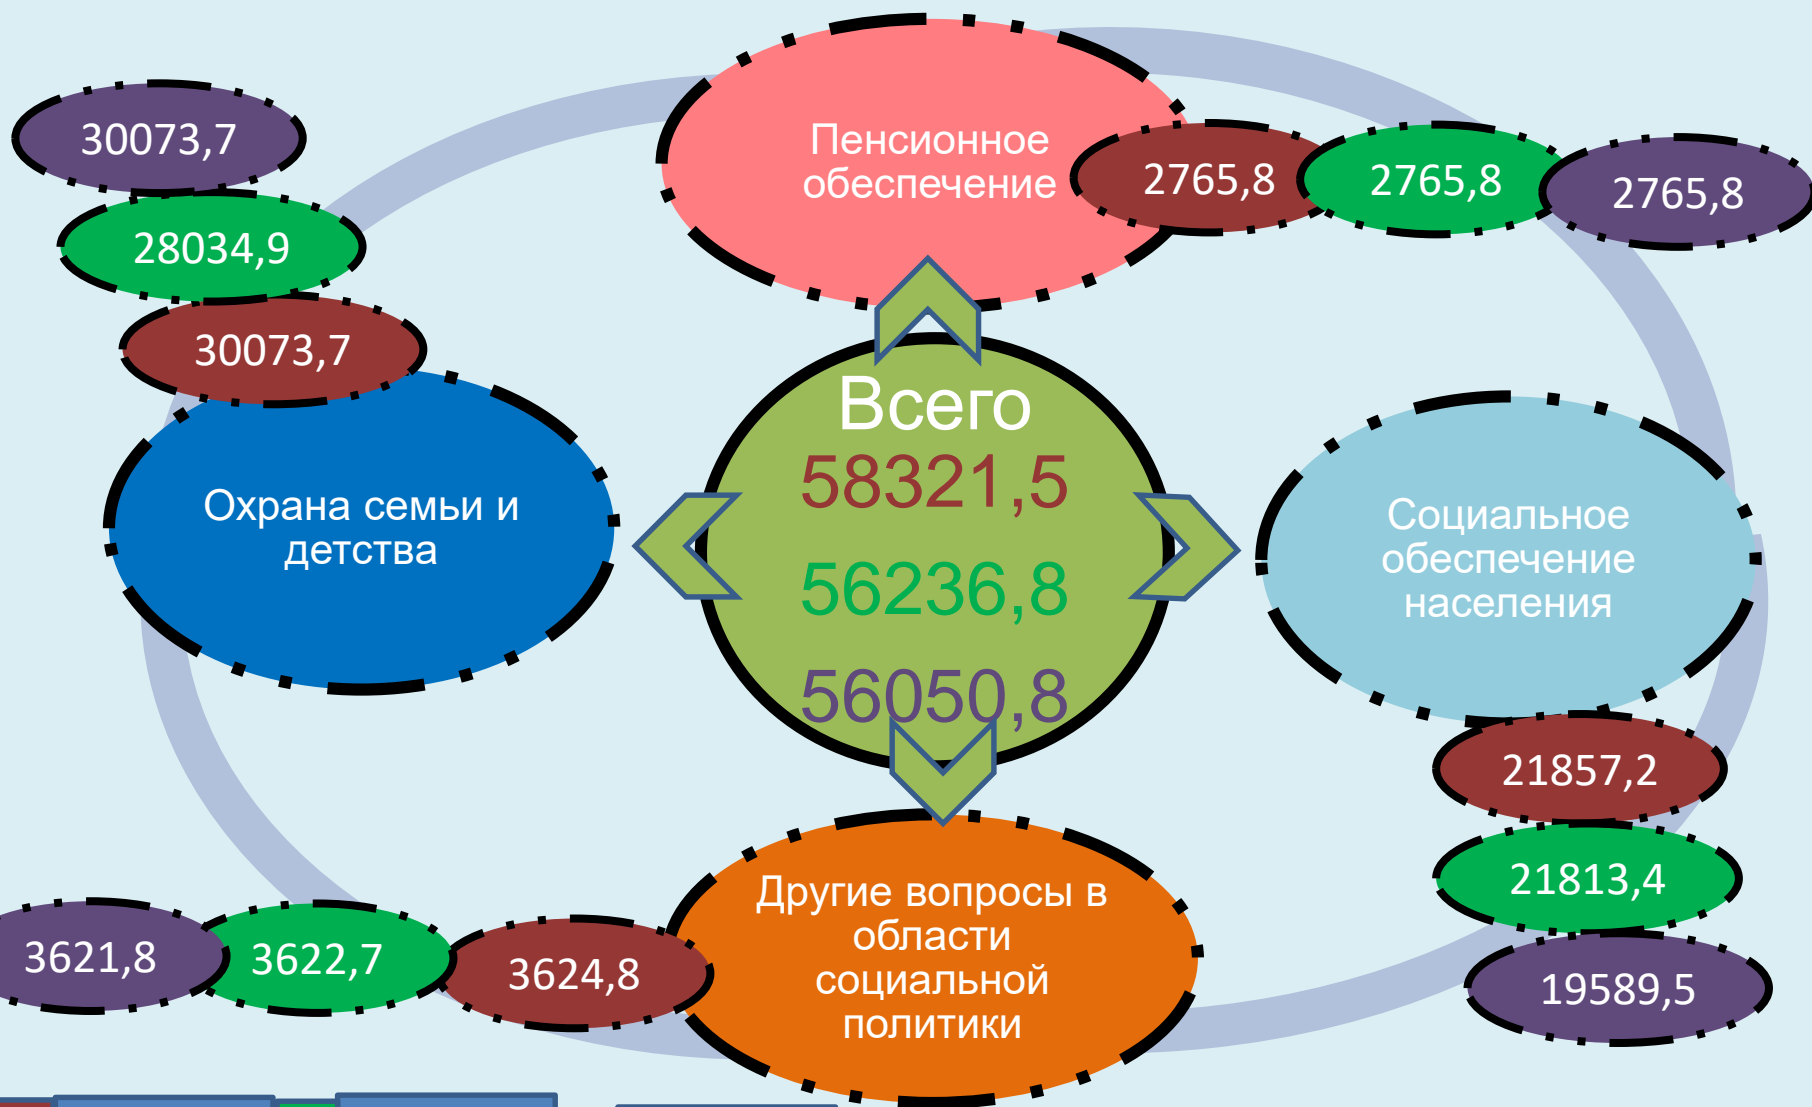 Пенсионное
обеспечение
2765,8
2765,8
2765,8
30073,7
28034,9
30073,7
Охрана семьи и
детства
Всего
58321,5
56236,8
56050,8
Социальное
обеспечение
населения
21857,2
21813,4
19589,5
Другие вопросы в
области
социальной
политики
3621,8
3622,7
3624,8